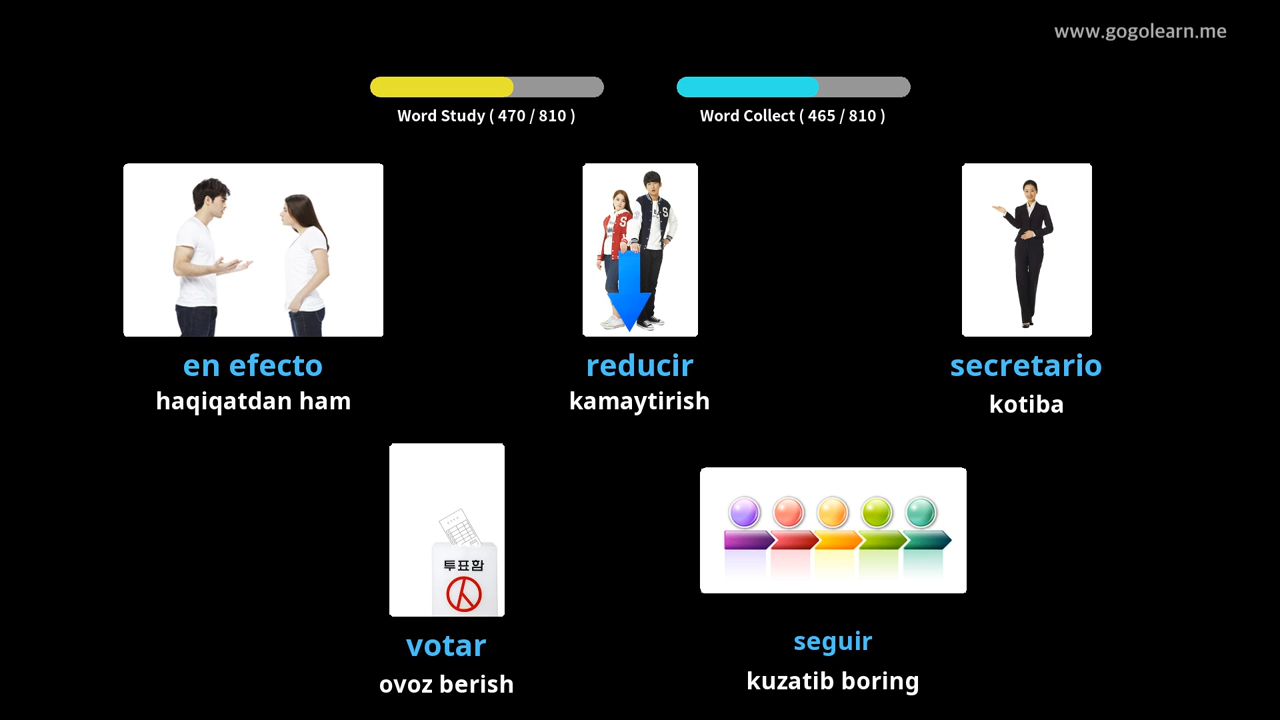 www.gogolearn.me
Word Study ( 470 / 810 )
Word Collect ( 465 / 810 )
S
S
en efecto
haqiqatdan ham
reducir
kamaytirish
secretario
kotiba
투표함
votar
ovoz berish
seguir
kuzatib boring